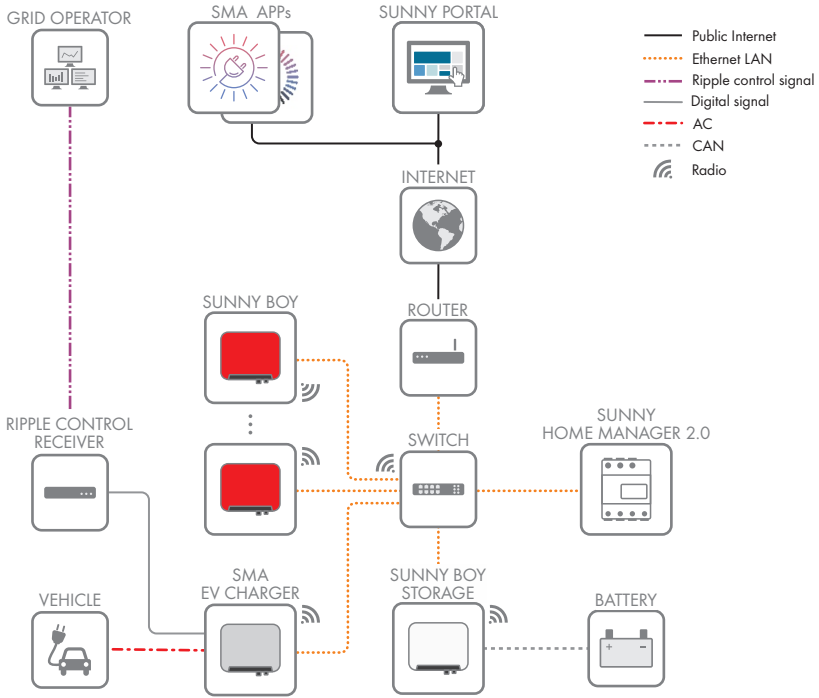 GRID OPERATOR
SMA APPs
SUNNY PORTAL
Public Internet
Ethernet LAN
Ripple control signal
Digital signal
AC
CAN
Radio
INTERNET
SUNNY BOY
ROUTER
RIPPLE CONTROL
RECEIVER
SWITCH
SUNNY
HOME MANAGER 2.0
VEHICLE
SMA
EV CHARGER
SUNNY BOY
STORAGE
BATTERY
+ −